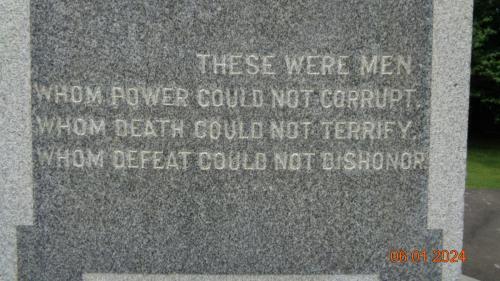 THESE WERE MEN
WHOM POWER COULD NOT CORRUPT,
WHOM DEATH COULD NOT TERRIFY,
WHOM DEFEAT COULD NOT DISHONOR
06.01.2024